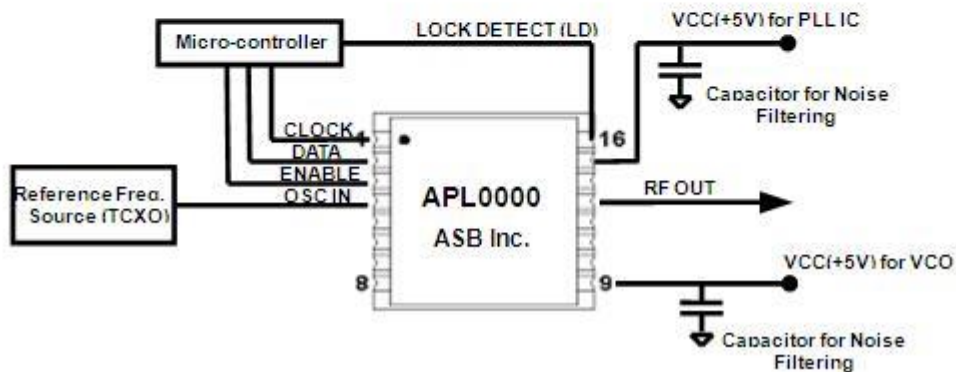 Micro-controller
LOCK DETECT (LD)
VCC(+5V) for PLL IC
Capacitor for Noise
Filtering
CLOCK
1
16
DATA
ENABLE
OSC IN
Reference Freq.
Source (TCXO)
APL0000
ASB Inc.
RF OUT
8
9
VCC(+5V) for VCO
Capacitor for Noise
Filtering